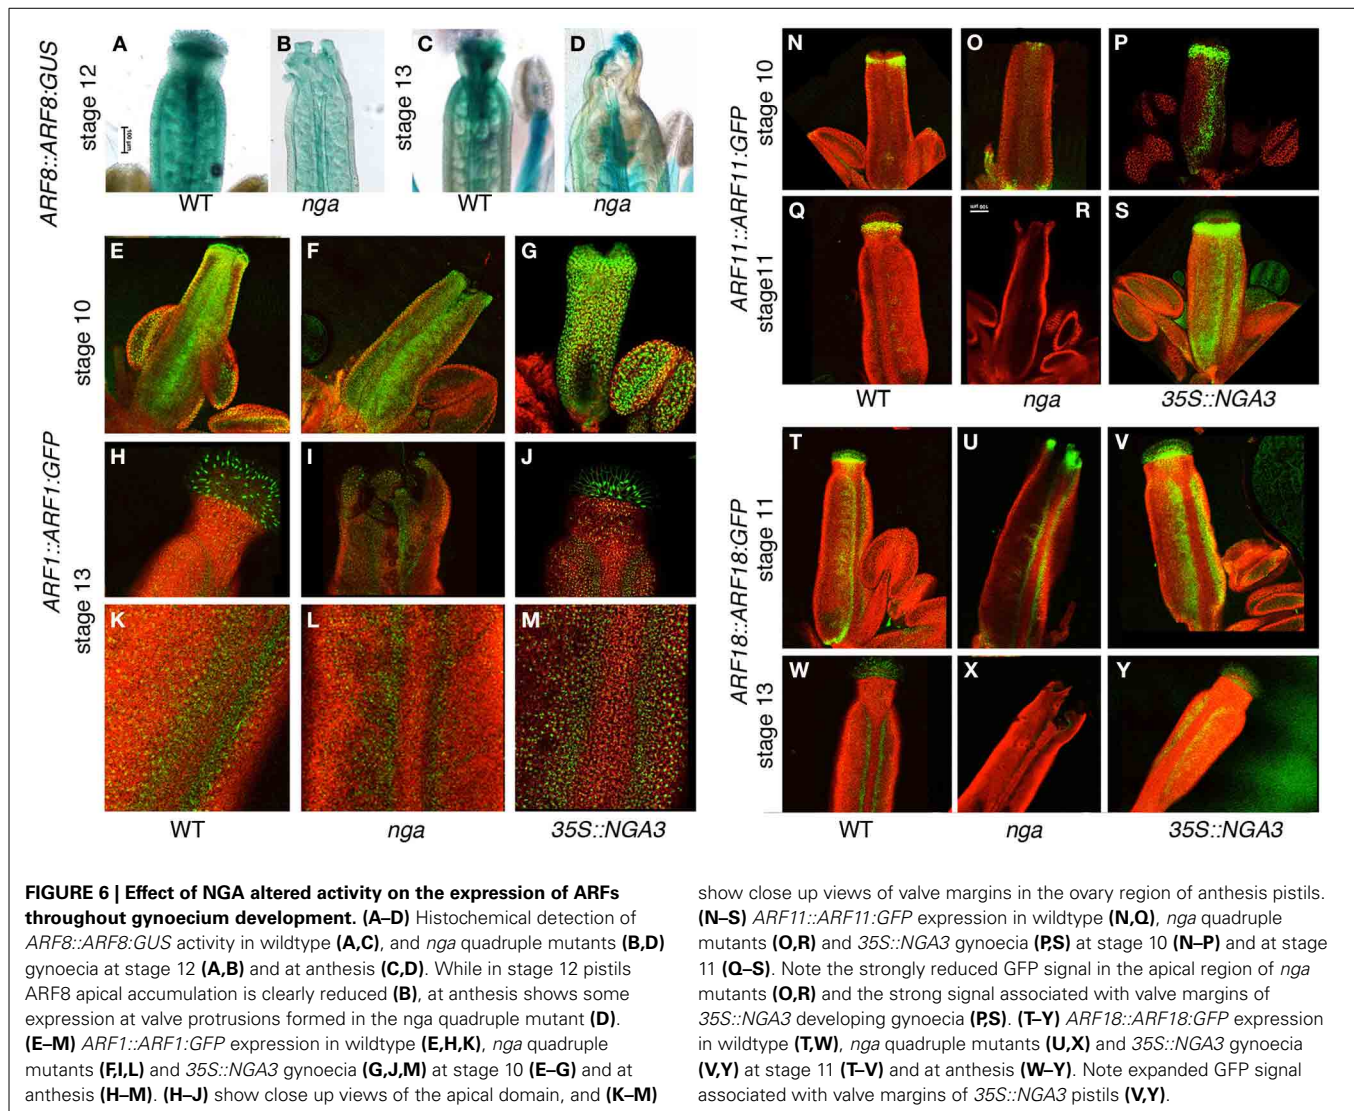 ARF8::ARF8:GUS
stage 12
A
100 µm
B
stage 13
C
D
WT
nga
WT
nga
ARF1::ARF1:GFP
stage 10
E
F
G
stage 13
H
I
J
K
L
M
WT
nga
35S::NGA3
ARF11::ARF11:GFP
stage 10
N
O
P
stage11
Q
100 µm
R
S
WT
nga
35S::NGA3
ARF18::ARF18:GFP
stage 11
T
U
V
stage 13
W
X
Y
WT
nga
35S::NGA3
FIGURE 6 | Effect of NGA altered activity on the expression of ARFs
throughout gynoecium development. (A–D) Histochemical detection of
ARF8::ARF8:GUS activity in wildtype (A,C), and nga quadruple mutants (B,D)
gynoecia at stage 12 (A,B) and at anthesis (C,D). While in stage 12 pistils
ARF8 apical accumulation is clearly reduced (B), at anthesis shows some
expression at valve protrusions formed in the nga quadruple mutant (D).
(E–M) ARF1::ARF1:GFP expression in wildtype (E,H,K), nga quadruple
mutants (F,I,L) and 35S::NGA3 gynoecia (G,J,M) at stage 10 (E–G) and at
anthesis (H–M). (H–J) show close up views of the apical domain, and (K–M)
show close up views of valve margins in the ovary region of anthesis pistils.
(N–S) ARF11::ARF11:GFP expression in wildtype (N,Q), nga quadruple
mutants (O,R) and 35S::NGA3 gynoecia (P,S) at stage 10 (N–P) and at stage
11 (Q–S). Note the strongly reduced GFP signal in the apical region of nga
mutants (O,R) and the strong signal associated with valve margins of
35S::NGA3 developing gynoecia (P,S). (T–Y) ARF18::ARF18:GFP expression
in wildtype (T,W), nga quadruple mutants (U,X) and 35S::NGA3 gynoecia
(V,Y) at stage 11 (T–V) and at anthesis (W–Y). Note expanded GFP signal
associated with valve margins of 35S::NGA3 pistils (V,Y).